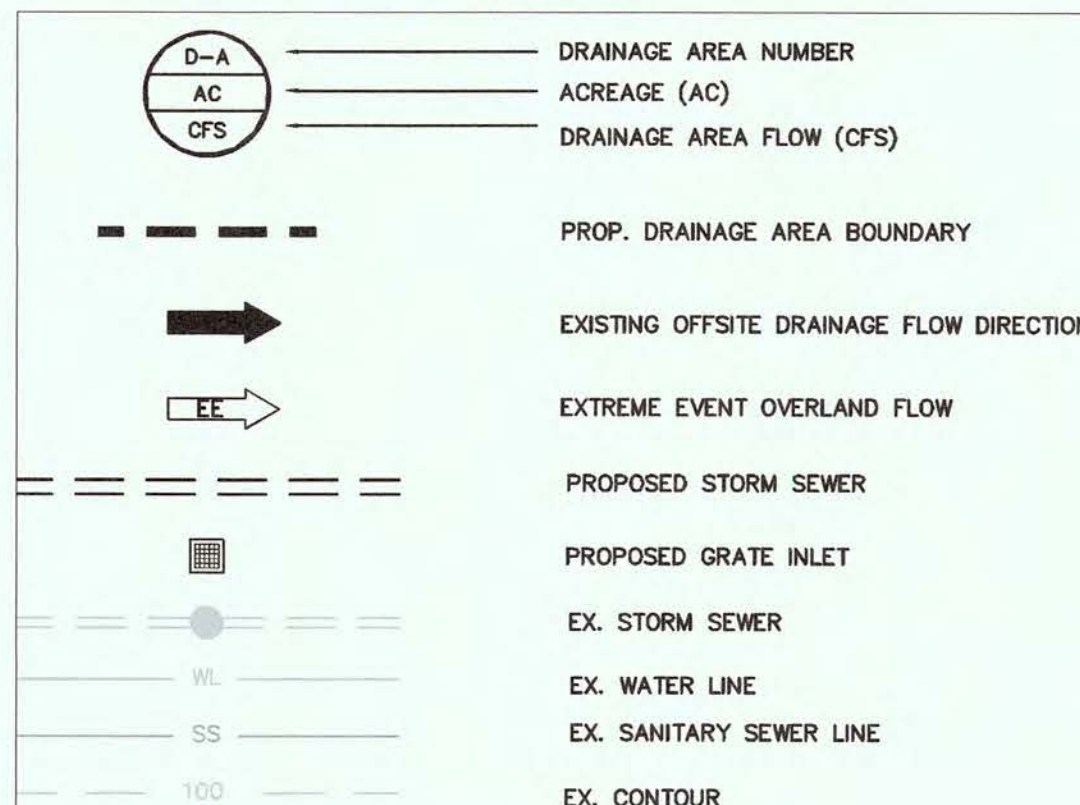 D-A DRAINAGE AREA NUMBER
AC ACREAGE (AC)
CFS DRAINAGE AREA FLOW (CFS)
PROP. DRAINAGE AREA BOUNDARY
EXISTING OFFSITE DRAINAGE FLOW DIRECTION
EE EXTREME EVENT OVERLAND FLOW
PROPOSED STORM SEWER
PROPOSED GRATE INLET
EX. STORM SEWER
WL EX. WATER LINE
SS EX. SANITARY SEWER LINE
100 EX. CONTOUR